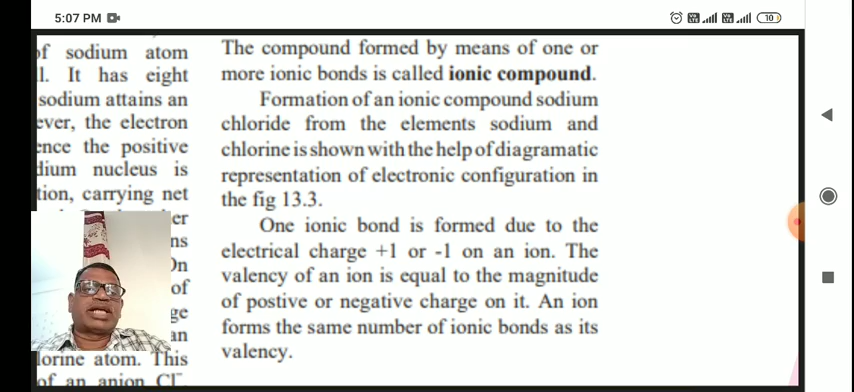 5:07 PM
10
of sodium atom
l. It has eight
sodium attains an
ever, the electron
ence the positive
dium nucleus is
tion, carrying net
er
ns
On
of
ge
an
lorine atom. This
of an anion Cl⁻
The compound formed by means of one or
more ionic bonds is called ionic compound.
Formation of an ionic compound sodium
chloride from the elements sodium and
chlorine is shown with the help of diagramatic
representation of electronic configuration in
the fig 13.3.
One ionic bond is formed due to the
electrical charge +1 or -1 on an ion. The
valency of an ion is equal to the magnitude
of postive or negative charge on it. An ion
forms the same number of ionic bonds as its
valency.